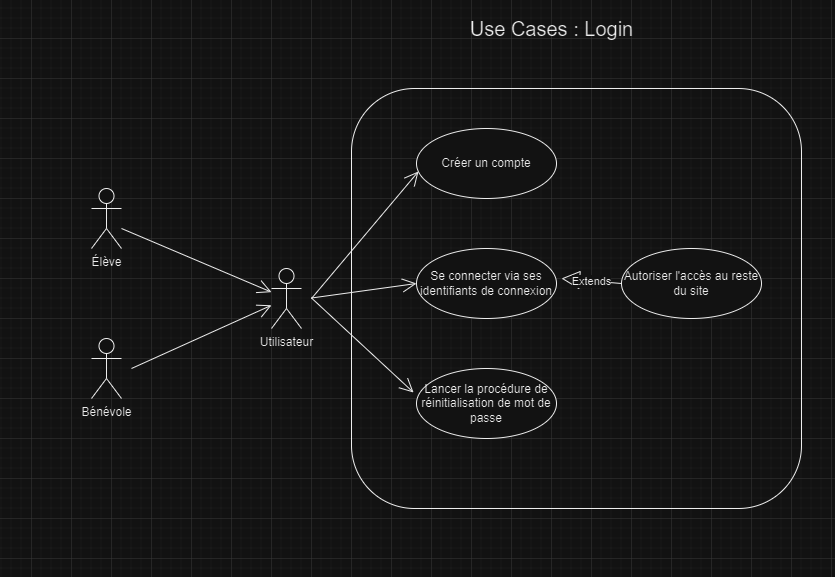 Use Cases : Login
Créer un compte
Élève
Se connecter via ses
identifiants de connexion
Extends
Autoriser l'accès au reste
du site
Utilisateur
Bénévole
Lancer la procédure de
réinitialisation de mot de
passe